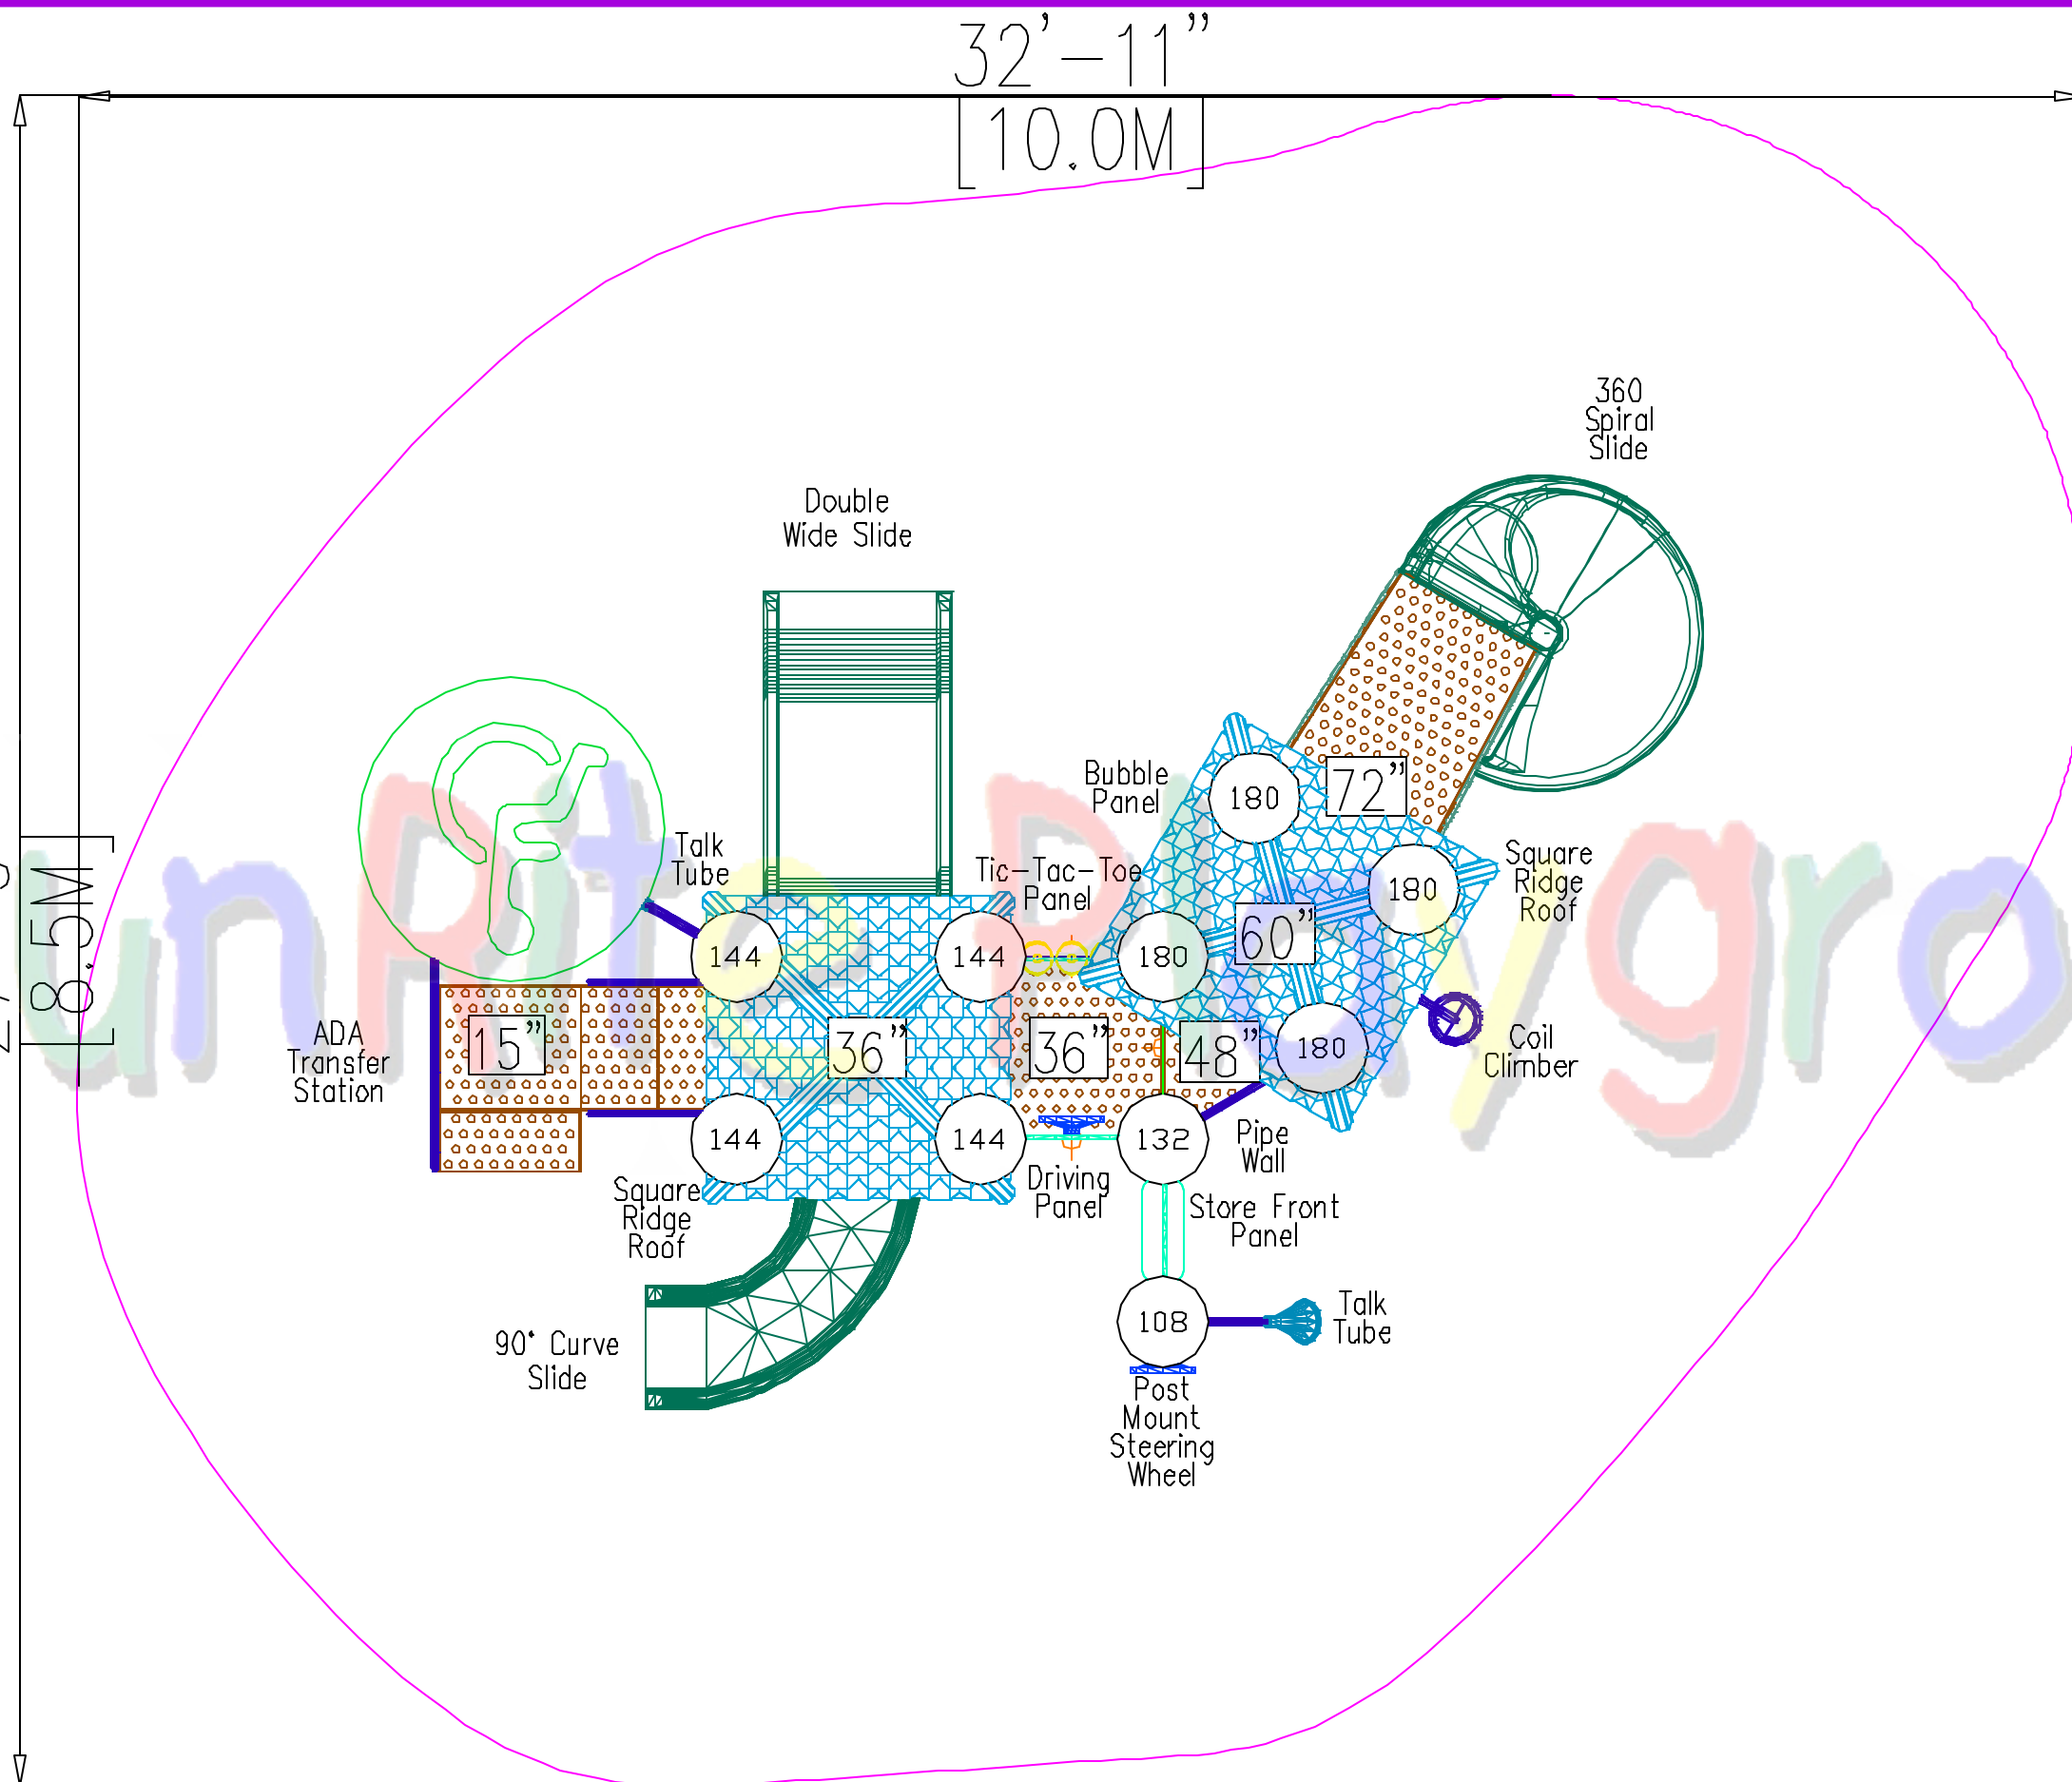 32'-11"
[10.0M]
360
Spiral
Slide
Double
Wide Slide
Bubble
Panel
72"
180
Talk
Tube
Tic-Tac-Toe
Panel
Square
Ridge
Roof
180
60"
144
144
180
8.5M
ADA
Transfer
Station
15"
36"
36"
48"
180
Coil
Climber
144
144
132
Pipe
Wall
Driving
Panel
Square
Ridge
Roof
Store Front
Panel
90° Curve
Slide
108
Talk
Tube
Post
Mount
Steering
Wheel